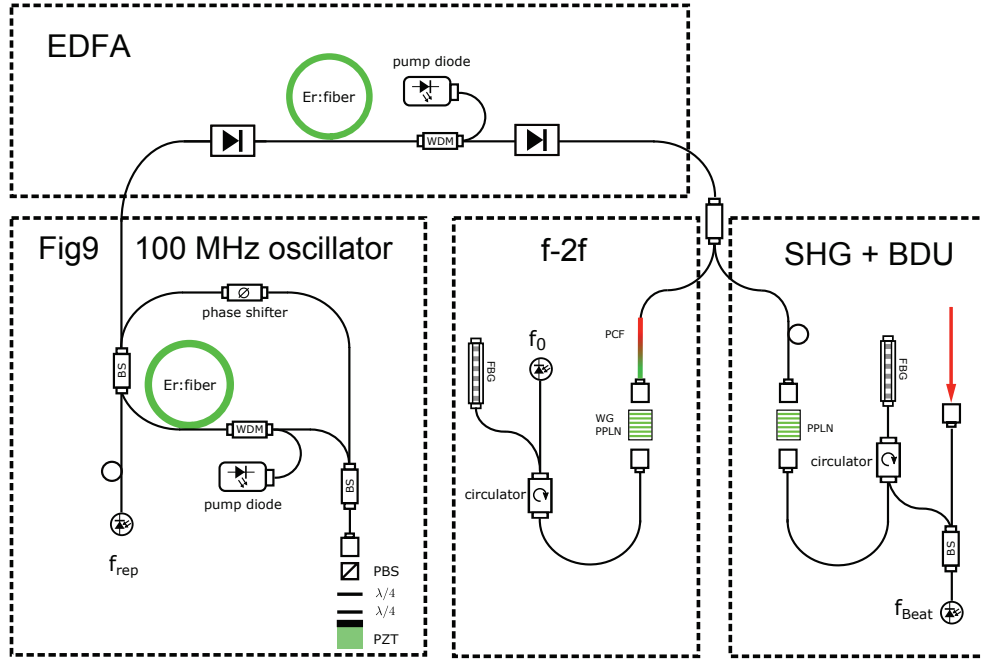 EDFA
pump diode
Er:fiber
WDM
Fig9 100 MHz oscillator
f-2f
SHG + BDU
phase shifter
BS
Er:fiber
WDM
pump diode
BS
f_rep
PBS
λ/4
λ/4
PZT
f_0
FBG
PCF
WG
PPLN
circulator
FBG
PPLN
circulator
BS
f_Beat